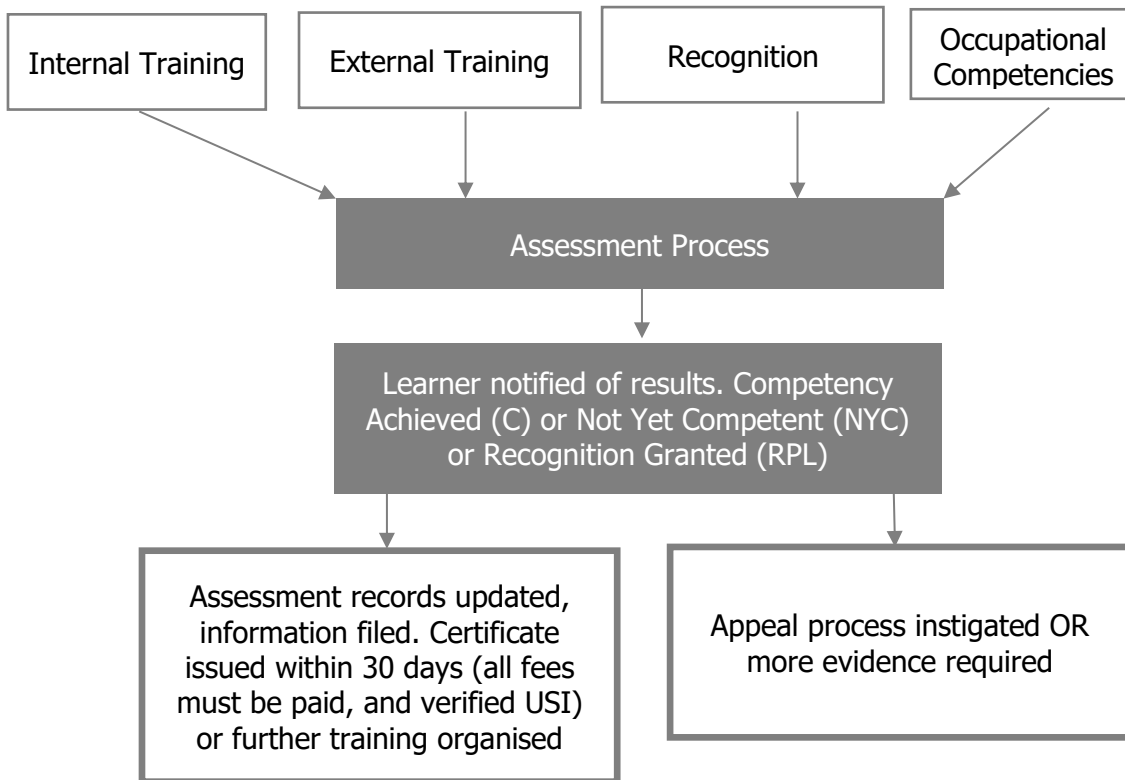 Internal Training
External Training
Recognition
Occupational
Competencies
Assessment Process
Learner notified of results. Competency
Achieved (C) or Not Yet Competent (NYC)
or Recognition Granted (RPL)
Assessment records updated,
information filed. Certificate
issued within 30 days (all fees
must be paid, and verified USI)
or further training organised
Appeal process instigated OR
more evidence required